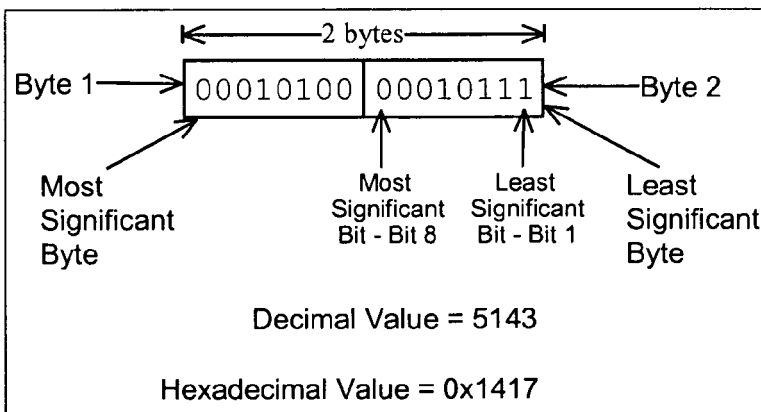 2 bytes
Byte 1
00010100 00010111
Byte 2
Most
Significant
Byte
Most
Significant
Bit - Bit 8
Least
Significant
Bit - Bit 1
Least
Significant
Byte
Decimal Value = 5143
Hexadecimal Value = 0x1417